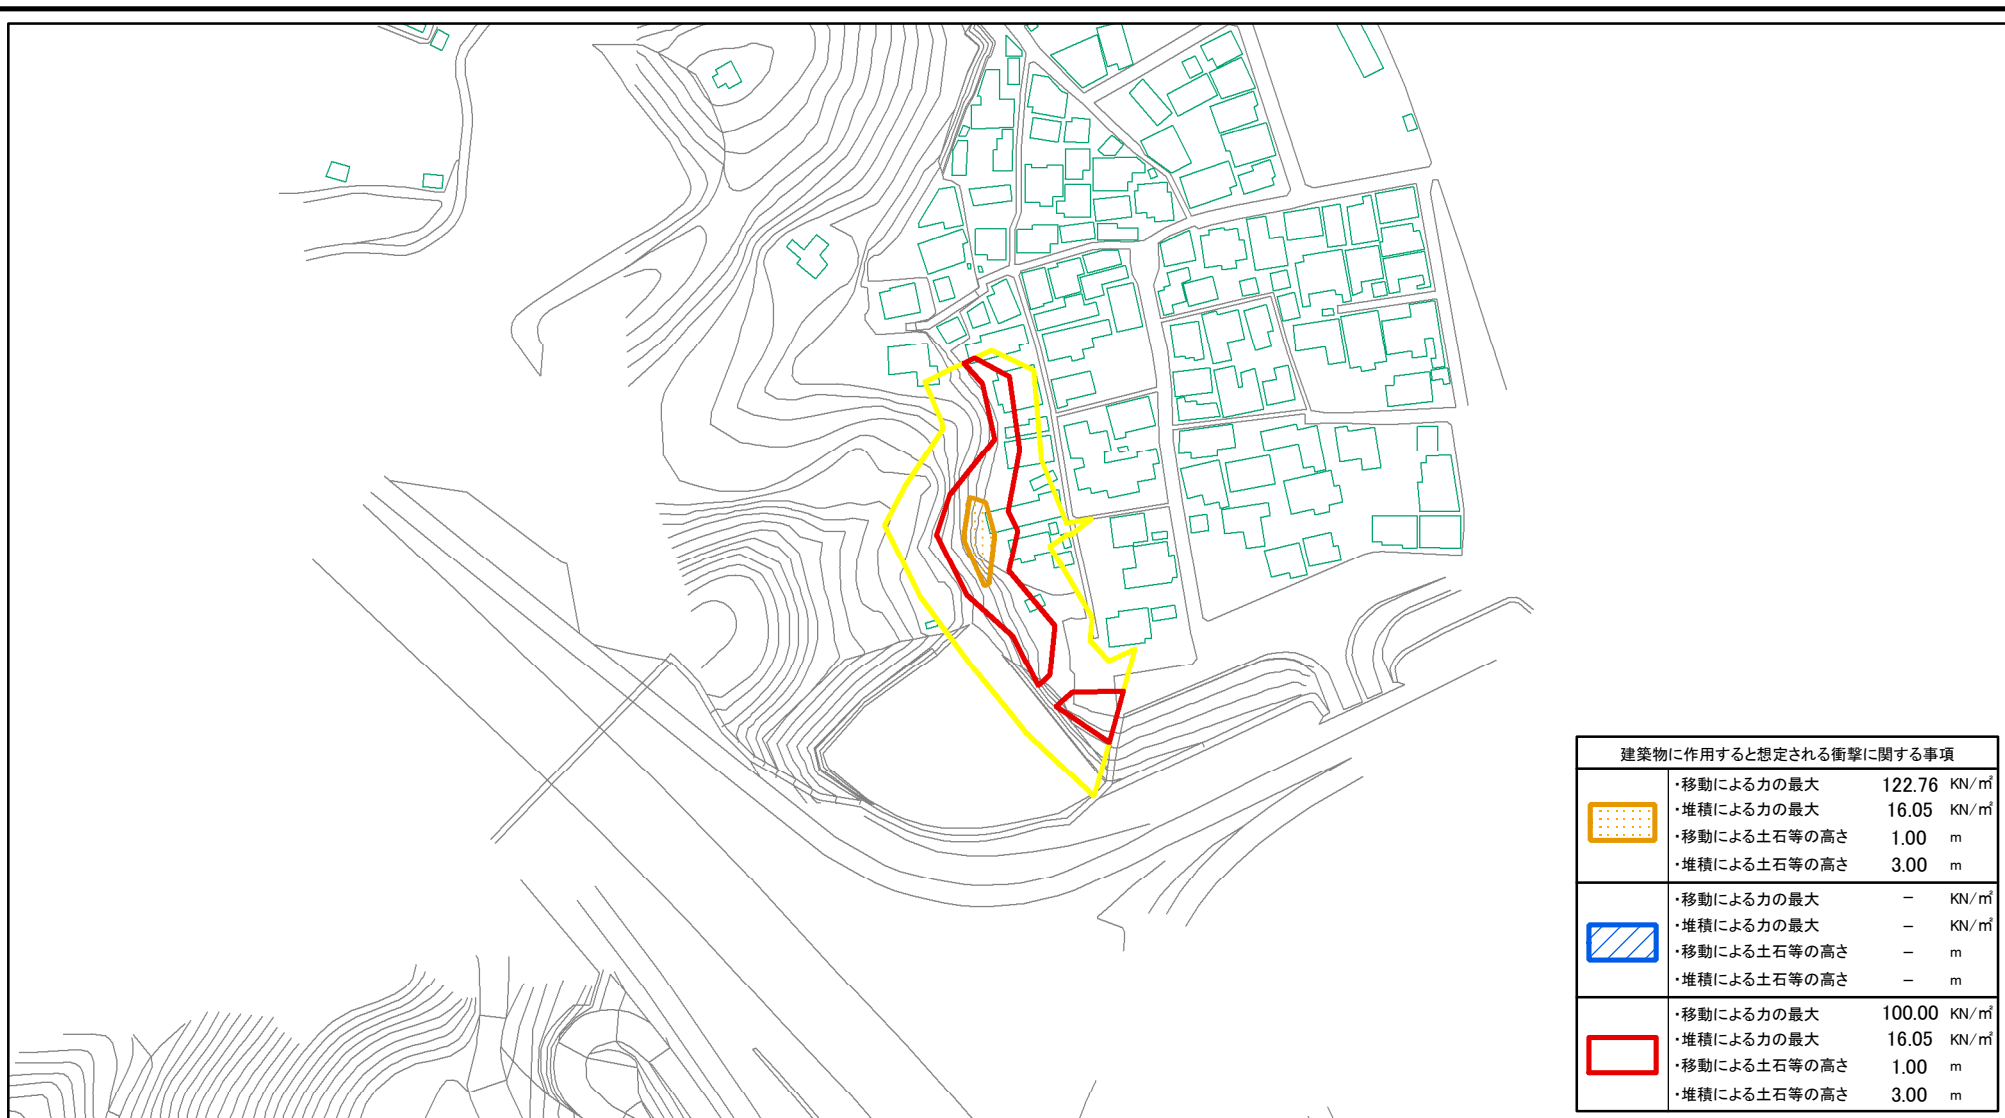 建築物に作用すると想定される衝撃に関する事項
・移動による力の最大 122.76 KN/㎡
・堆積による力の最大 16.05 KN/㎡
・移動による土石等の高さ 1.00 m
・堆積による土石等の高さ 3.00 m
・移動による力の最大 − KN/㎡
・堆積による力の最大 − KN/㎡
・移動による土石等の高さ − m
・堆積による土石等の高さ − m
・移動による力の最大 100.00 KN/㎡
・堆積による力の最大 16.05 KN/㎡
・移動による土石等の高さ 1.00 m
・堆積による土石等の高さ 3.00 m